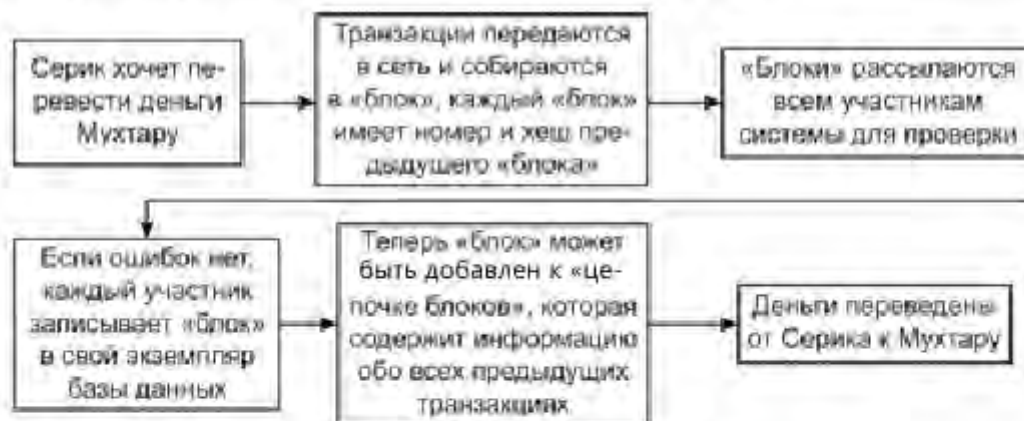 Серик хочет пе-
ревести деньги
Мухтару
Транзакции передаются
в сеть и собираются
в «блок», каждый «блок»
имеет номер и хеш пре-
дыдущего «блока»
«Блоки» рассылаются
всем участникам
системы для проверки
Если ошибок нет,
каждый участник
записывает «блок»
в свой экземпляр
базы данных
Теперь «блок» может
быть добавлен к «це-
почке блоков», которая
содержит информацию
обо всех предыдущих
транзакциях
Деньги переведены
от Серика к Мухтару